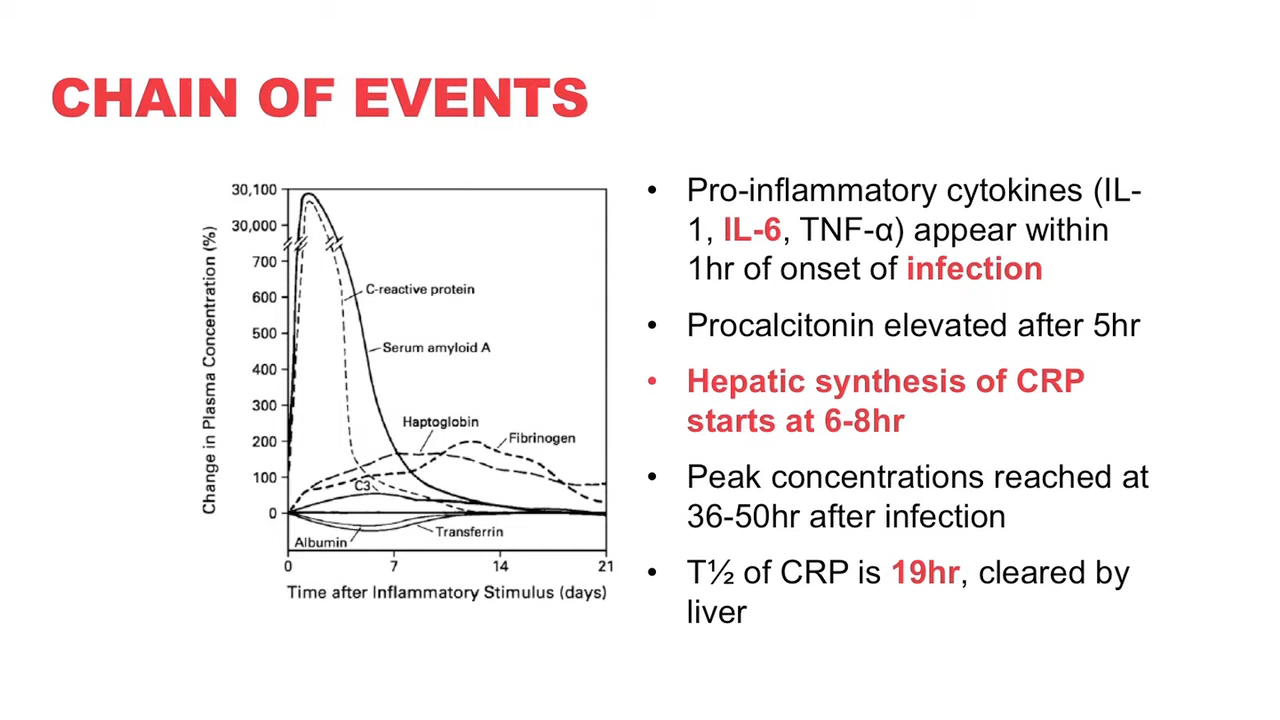 CHAIN OF EVENTS
30,100
30,000
700
600
500
400
300
200
100
0
Change in Plasma Concentration (%)
C-reactive protein
Serum amyloid A
Haptoglobin
Fibrinogen
C3
Albumin
Transferrin
0 7 14 21
Time after Inflammatory Stimulus (days)
• Pro-inflammatory cytokines (IL-
1, IL-6, TNF-α) appear within
1hr of onset of infection
• Procalcitonin elevated after 5hr
• Hepatic synthesis of CRP
starts at 6-8hr
• Peak concentrations reached at
36-50hr after infection
• T½ of CRP is 19hr, cleared by
liver